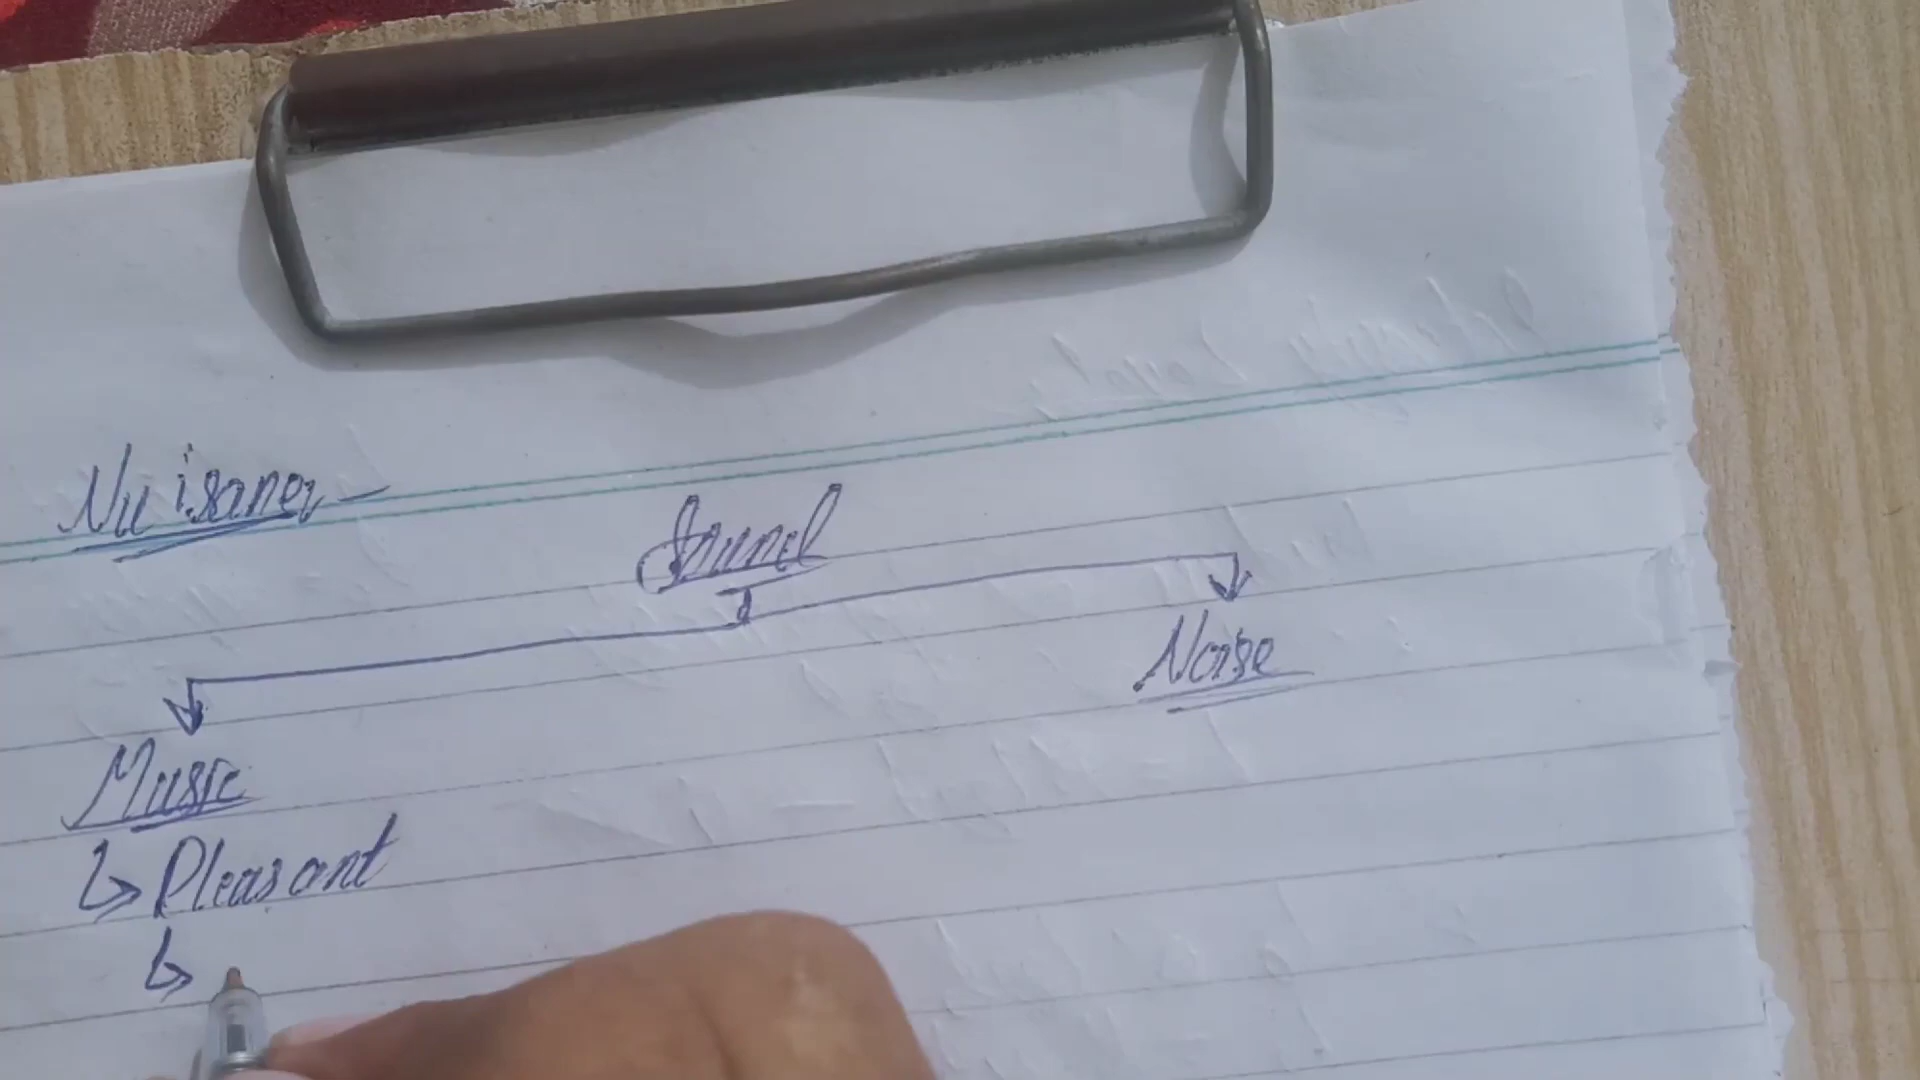 Nuisance -
Sound
Noise
Music
↳ Pleasant
↳